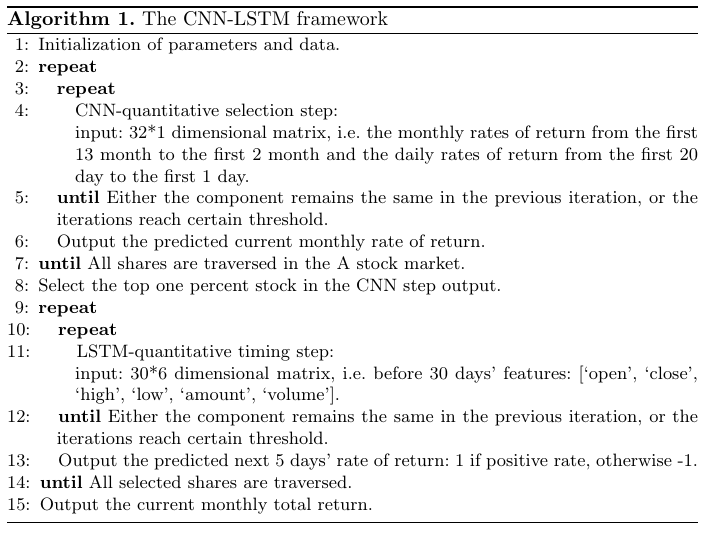 Algorithm 1. The CNN-LSTM framework
1: Initialization of parameters and data.
2: repeat
3: repeat
4: CNN-quantitative selection step:
input: 32*1 dimensional matrix, i.e. the monthly rates of return from the first
13 month to the first 2 month and the daily rates of return from the first 20
day to the first 1 day.
5: until Either the component remains the same in the previous iteration, or the
iterations reach certain threshold.
6: Output the predicted current monthly rate of return.
7: until All shares are traversed in the A stock market.
8: Select the top one percent stock in the CNN step output.
9: repeat
10: repeat
11: LSTM-quantitative timing step:
input: 30*6 dimensional matrix, i.e. before 30 days’ features: [‘open’, ‘close’,
‘high’, ‘low’, ‘amount’, ‘volume’].
12: until Either the component remains the same in the previous iteration, or the
iterations reach certain threshold.
13: Output the predicted next 5 days’ rate of return: 1 if positive rate, otherwise -1.
14: until All selected shares are traversed.
15: Output the current monthly total return.